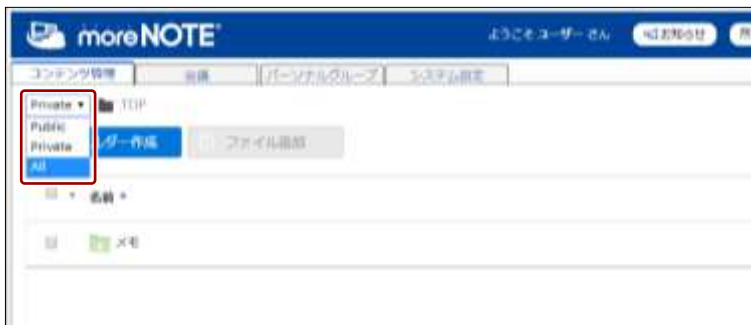 moreNOTE
ようこそ ユーザー さん
お知らせ
コンテンツ管理
会議
パーソナルグループ
システム設定
Private ▼
TOP
Public
Private
All
ダー作成
ファイル追加
名前
メモ